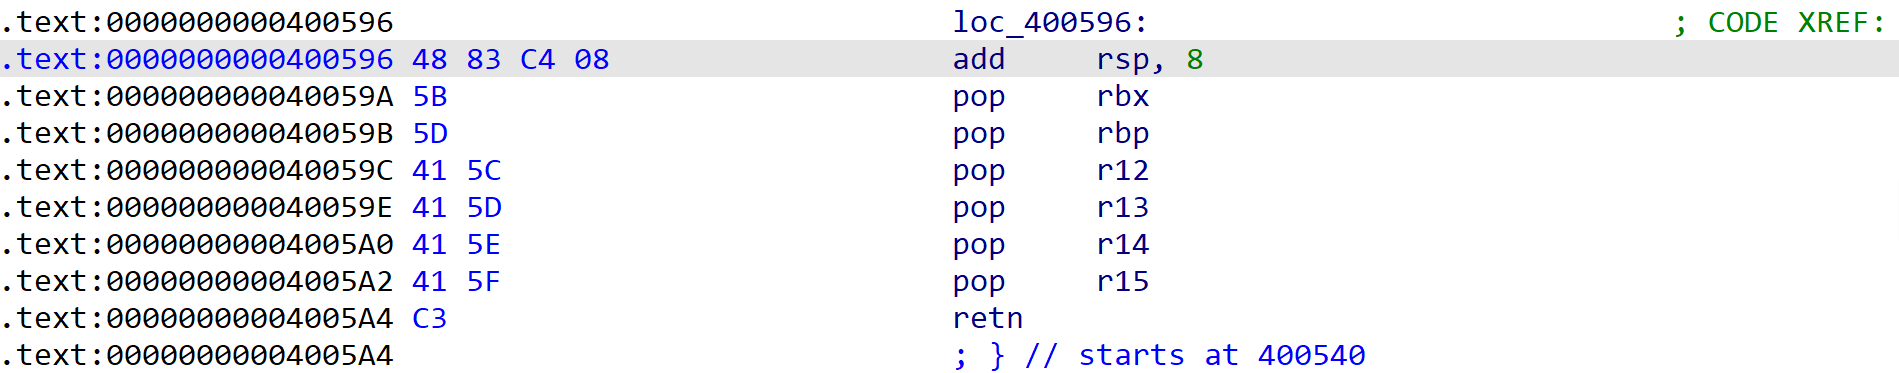 .text:0000000000400596 loc_400596: ; CODE XREF:
.text:0000000000400596 48 83 C4 08 add rsp, 8
.text:000000000040059A 5B pop rbx
.text:000000000040059B 5D pop rbp
.text:000000000040059C 41 5C pop r12
.text:000000000040059E 41 5D pop r13
.text:00000000004005A0 41 5E pop r14
.text:00000000004005A2 41 5F pop r15
.text:00000000004005A4 C3 retn
.text:00000000004005A4 ; } // starts at 400540